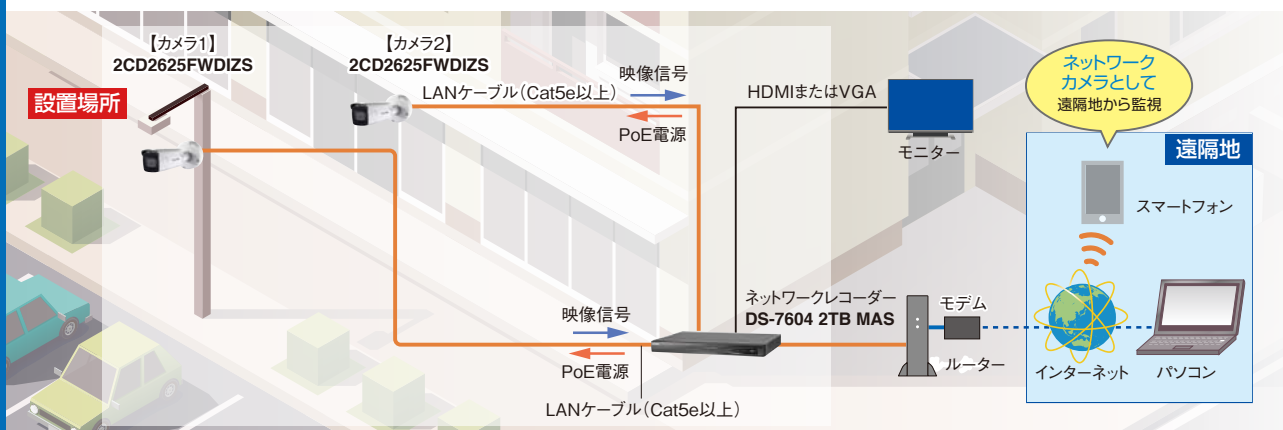 【カメラ1】
2CD2625FWDIZS
設置場所
【カメラ2】
2CD2625FWDIZS
映像信号
LANケーブル(Cat5e以上)
PoE電源
HDMIまたはVGA
モニター
ネットワーク
カメラとして
遠隔地から監視
遠隔地
スマートフォン
映像信号
PoE電源
LANケーブル(Cat5e以上)
ネットワークレコーダー
DS-7604 2TB MAS
モデム
ルーター
インターネット
パソコン